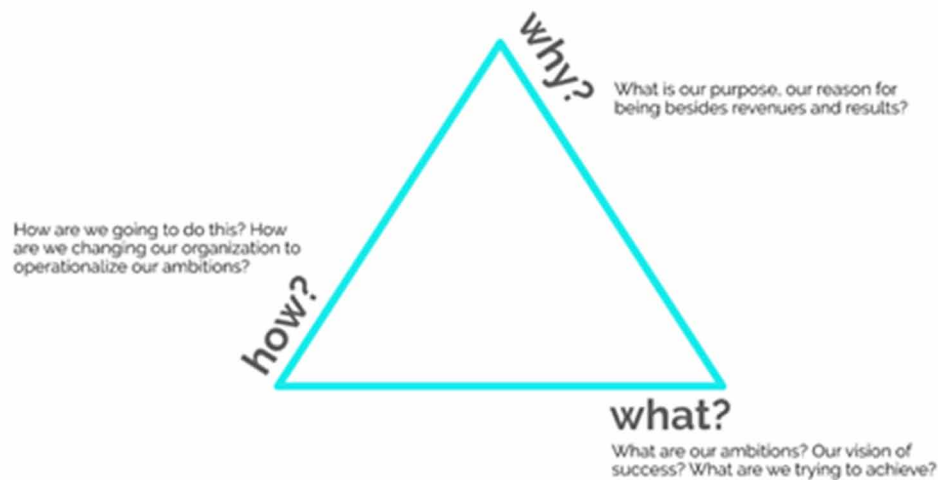 why?
What is our purpose, our reason for
being besides revenues and results?
How are we going to do this? How
are we changing our organization to
operationalize our ambitions?
how?
what?
What are our ambitions? Our vision of
success? What are we trying to achieve?